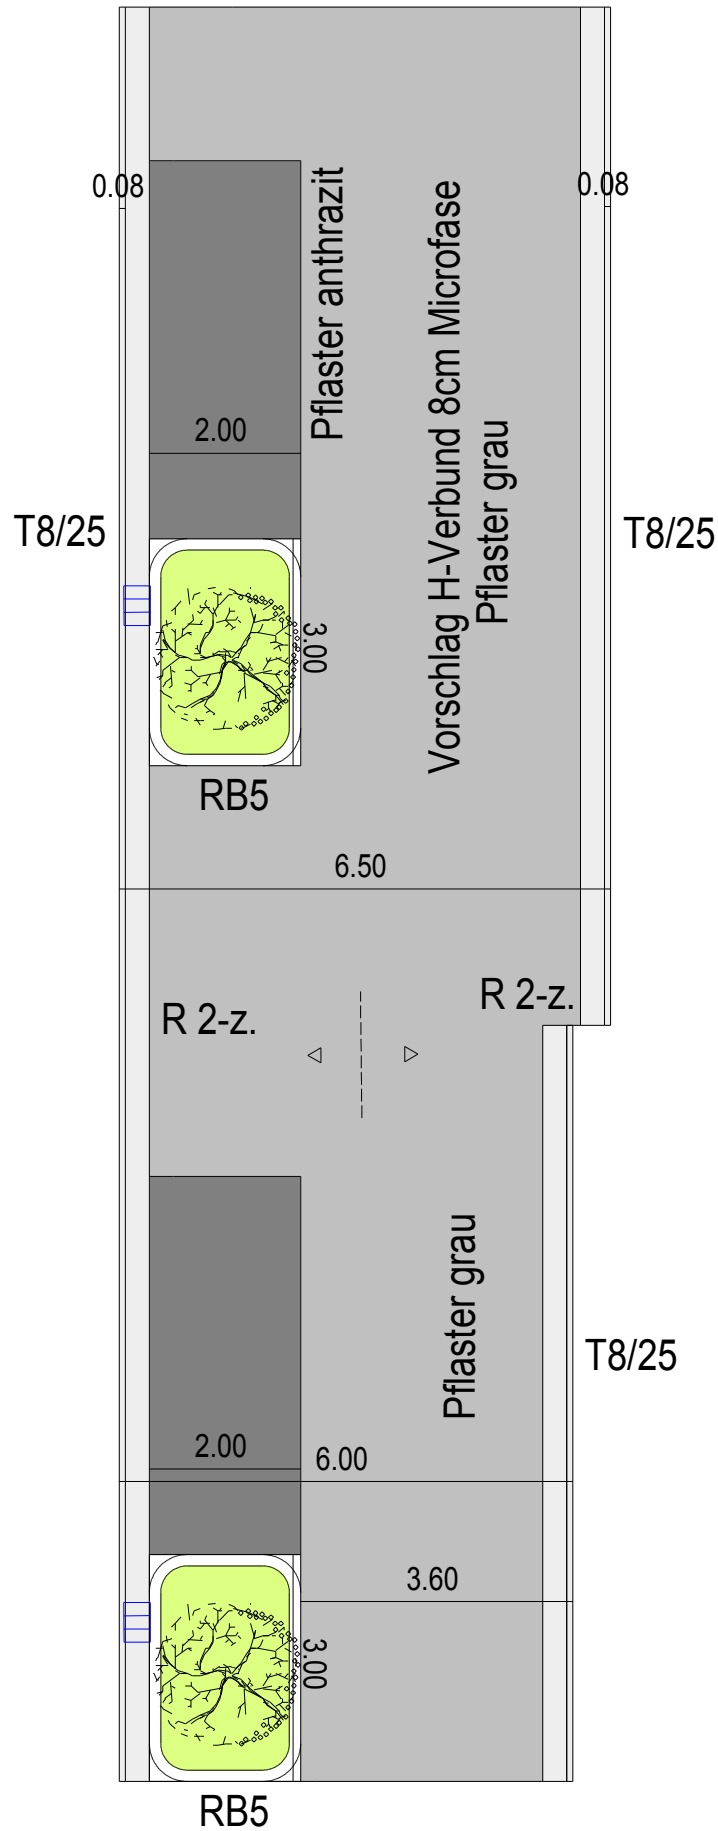 0.08
0.08
Pflaster anthrazit
Vorschlag H-Verbund 8cm Microfase
Pflaster grau
2.00
T8/25
T8/25
3.00
RB5
6.50
R 2-z.
R 2-z.
Pflaster grau
T8/25
2.00
6.00
3.60
3.00
RB5